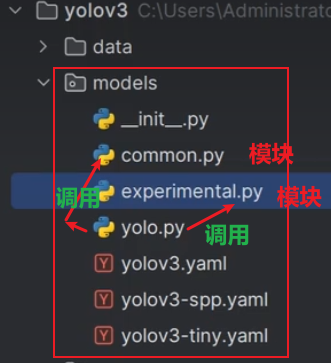 yolov3 C:\Users\Administrato
data
models
__init__.py
common.py 模块
experimental.py 模块
调用
yolo.py 调用
yolov3.yaml
yolov3-spp.yaml
yolov3-tiny.yaml